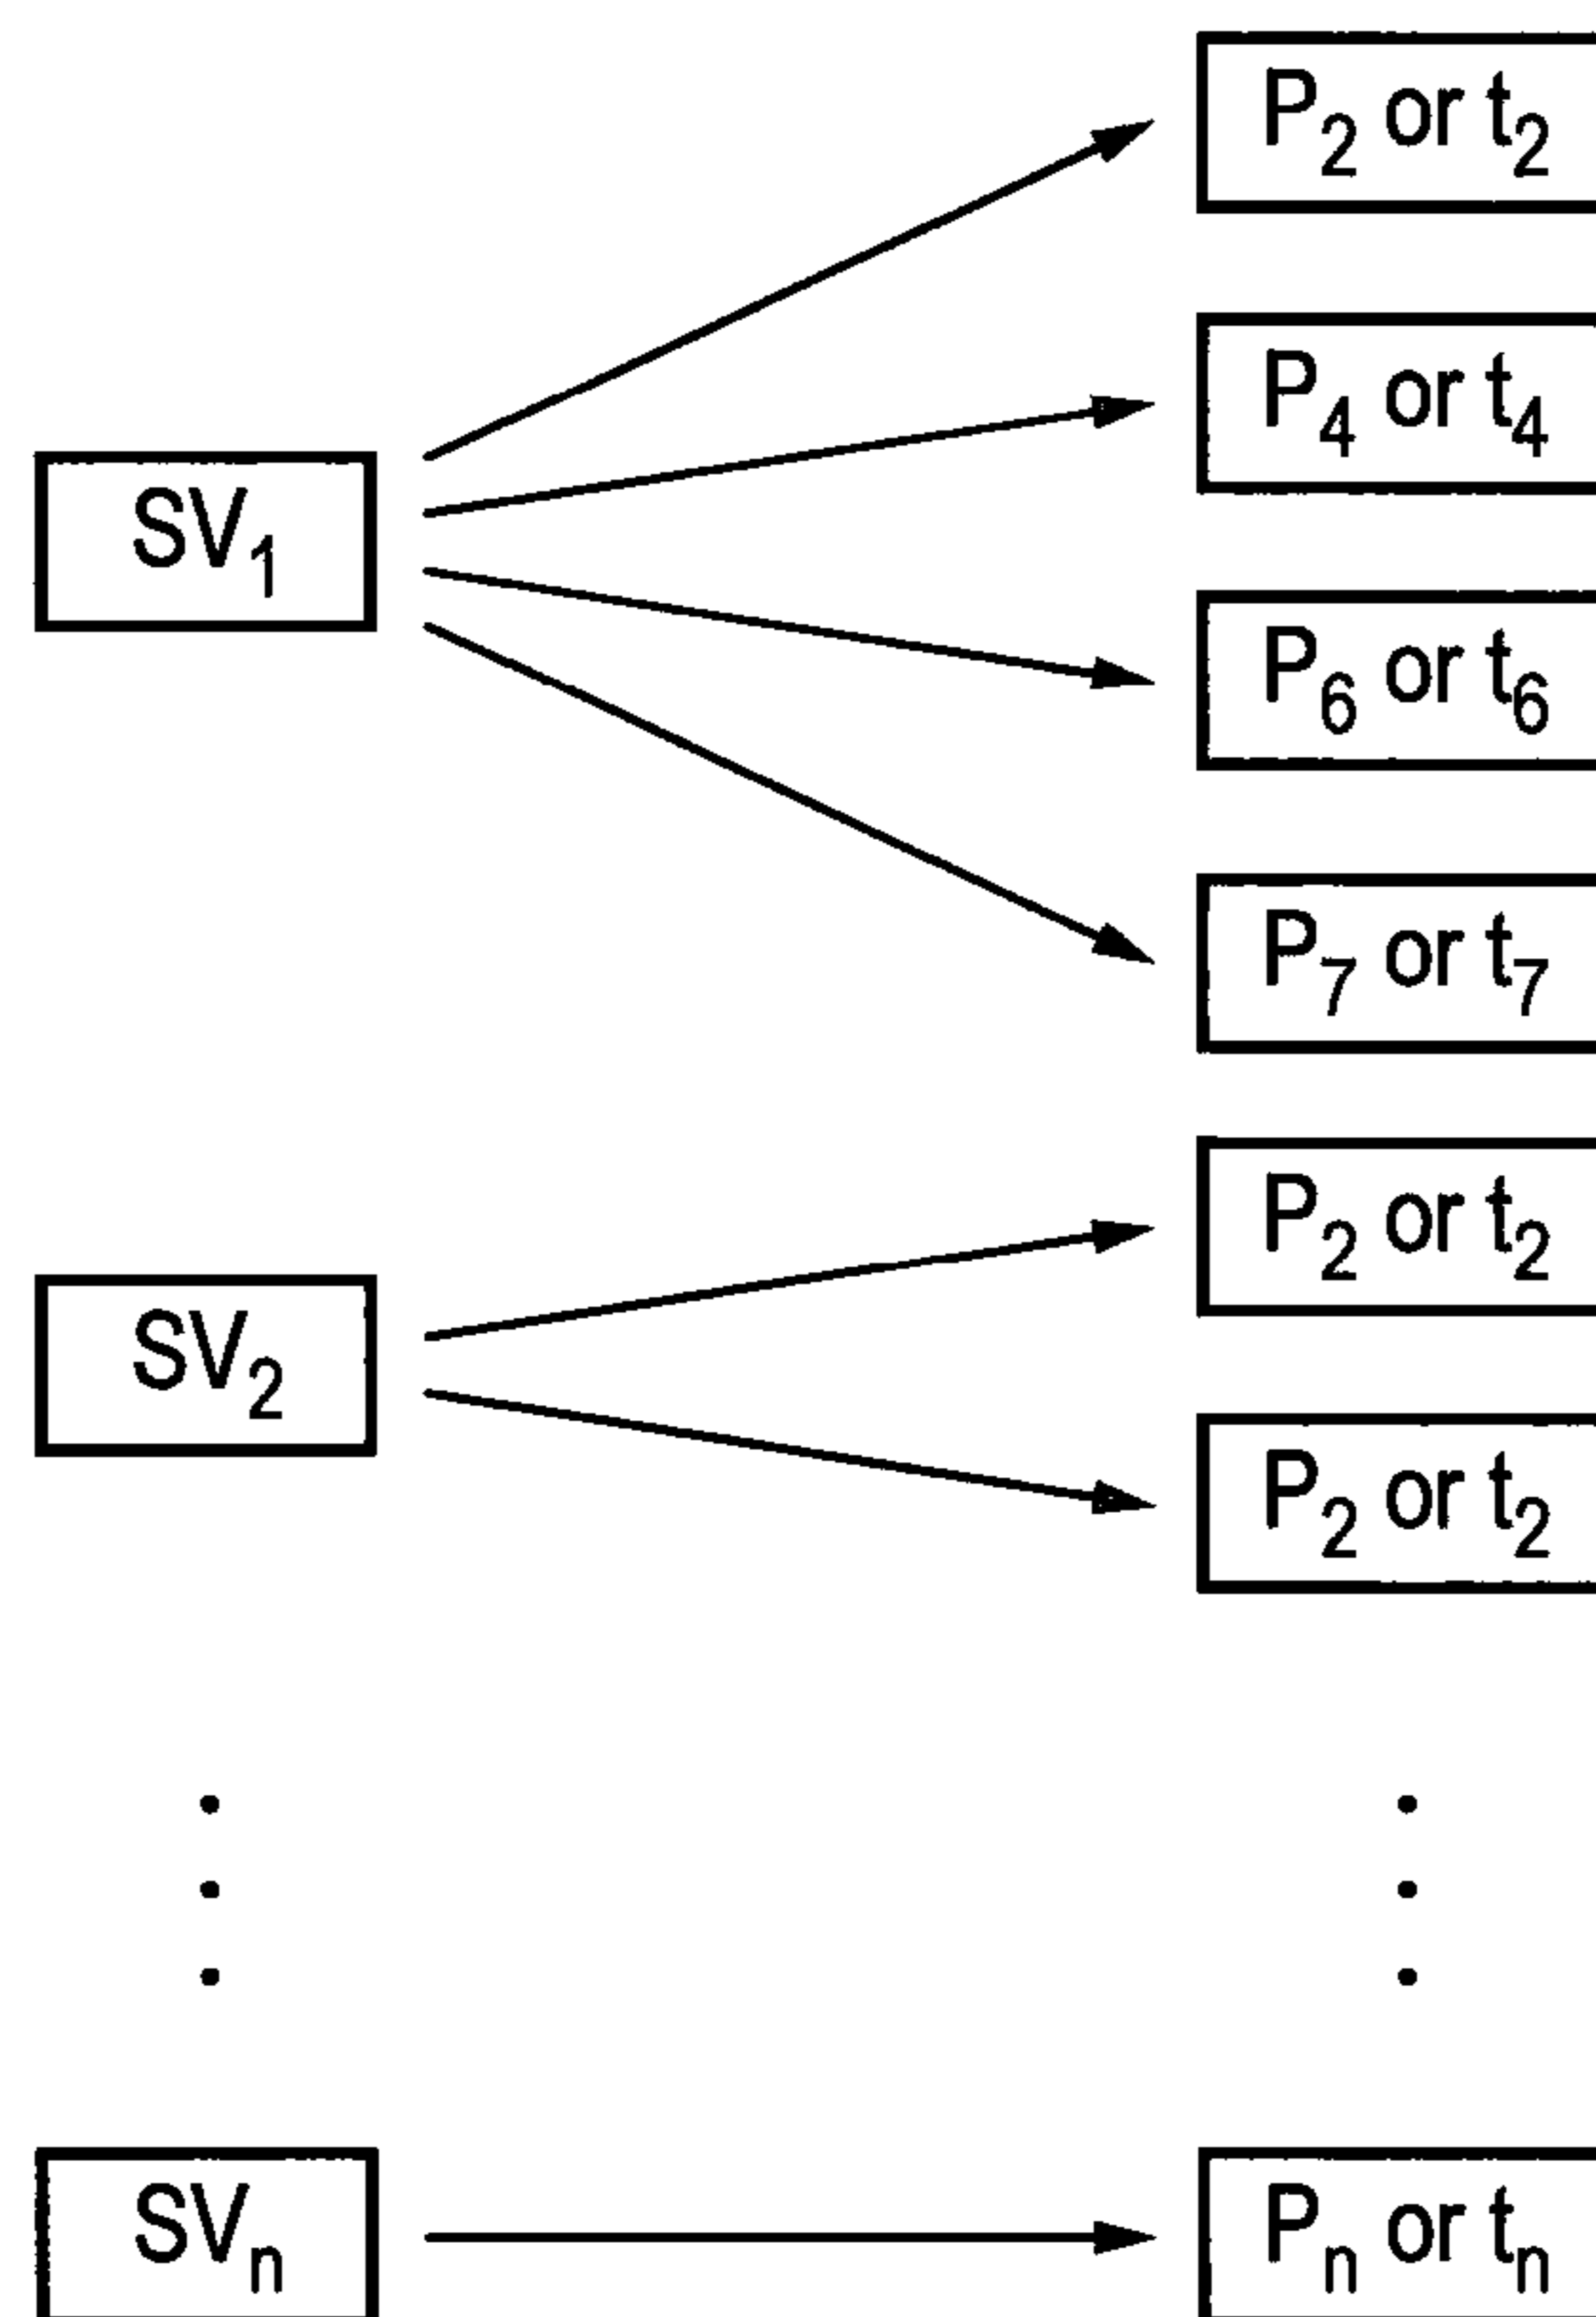 P₂ or t₂
P₄ or t₄
SV₁
P₆ or t₆
P₇ or t₇
P₂ or t₂
SV₂
P₂ or t₂
SVₙ
Pₙ or tₙ